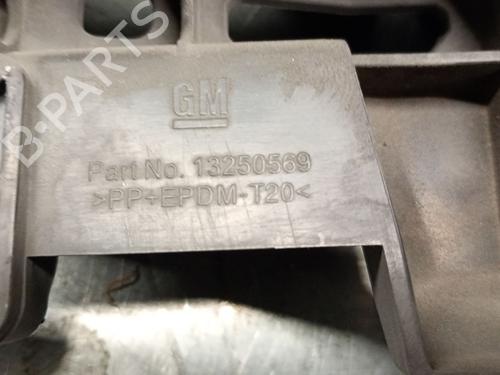 B-PARTS
GM
Part No. 13250569
>PP+EPDM-T20<